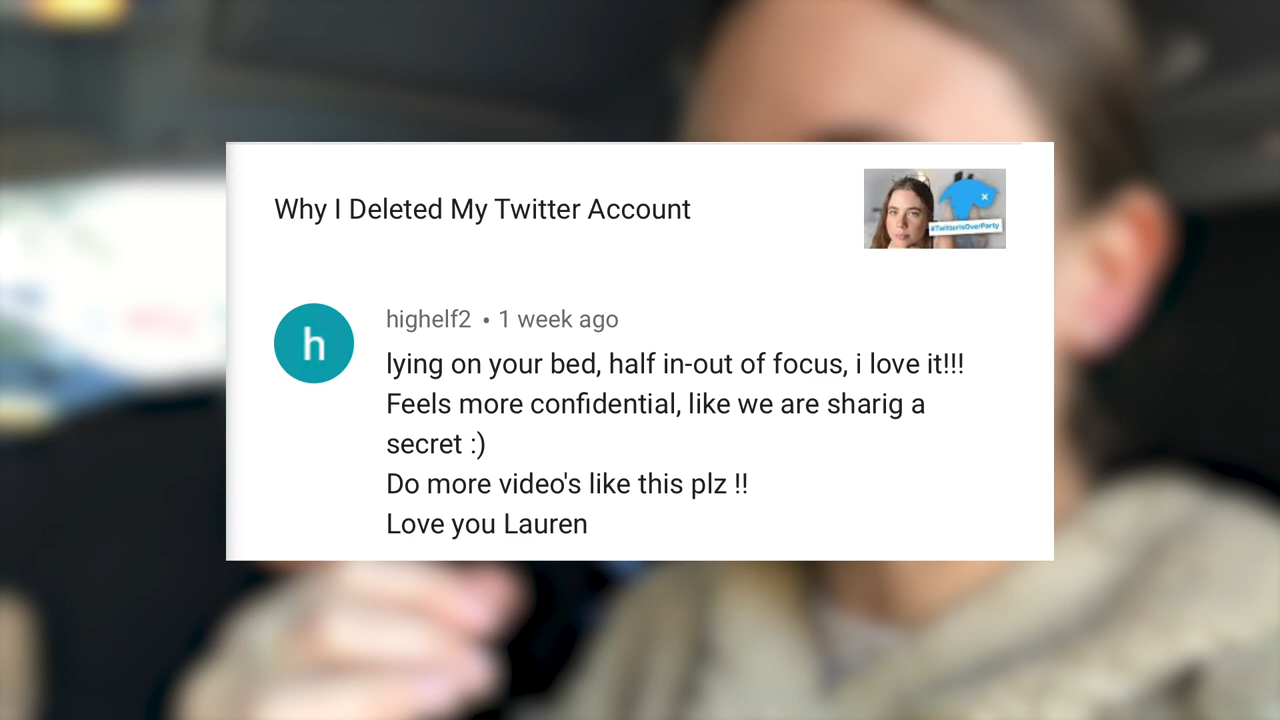 Why I Deleted My Twitter Account
#TwitterIsOverParty
h
highelf2 • 1 week ago
lying on your bed, half in-out of focus, i love it!!!
Feels more confidential, like we are sharig a
secret :)
Do more video's like this plz !!
Love you Lauren